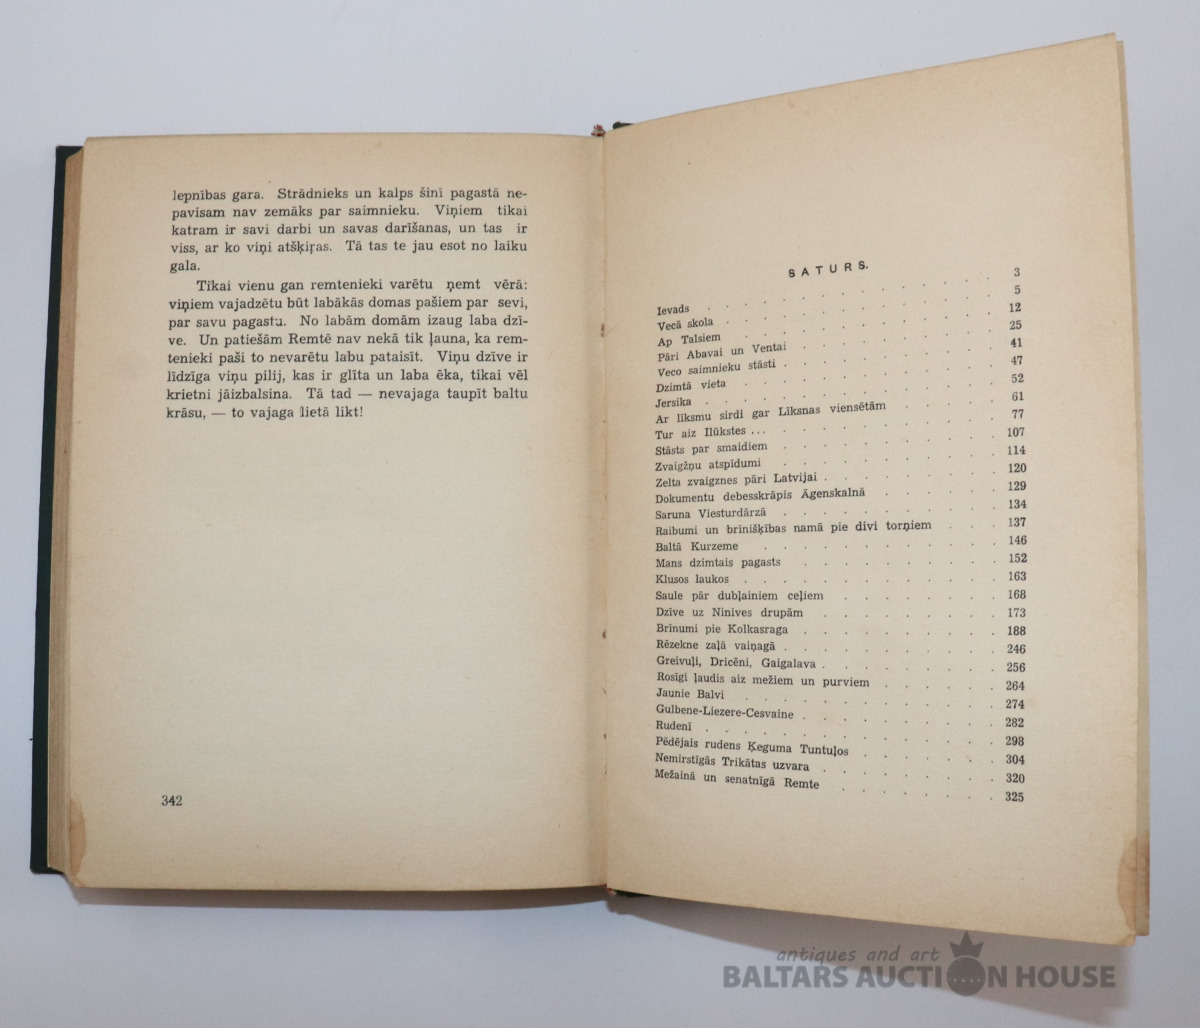 lepnības gara. Strādnieks un kalps šinī pagastā ne-
pavisam nav zemāks par saimnieku. Viņiem tikai
katram ir savi darbi un savas darīšanas, un tas ir
viss, ar ko viņi atšķiŗas. Tā tas te jau esot no laiku
gala.
Tikai vienu gan remtenieki varētu ņemt vērā:
viņiem vajadzētu būt labākās domas pašiem par sevi,
par savu pagastu. No labām domām izaug laba dzī-
ve. Un patiešām Remtē nav nekā tik ļauna, ka rem-
tenieki paši to nevarētu labu pataisīt. Viņu dzīve ir
līdzīga viņu pilij, kas ir glīta un laba ēka, tikai vēl
krietni jāizbalsina. Tā tad — nevajaga taupīt baltu
krāsu, — to vajaga lietā likt!
342
SATURS.
Ievads . . . 3
Vecā skola . . . 5
Ap Talsiem . . . 12
Pāri Abavai un Ventai . . . 25
Veco saimnieku stāsti . . . 41
Dzimtā vieta . . . 47
Jersika . . . 52
Ar līksmu sirdi gar Līksnas viensētām . . . 61
Tur aiz Ilūkstes . . . 77
Stāsts par smaidiem . . . 107
Zvaigžņu atspīdumi . . . 114
Zelta zvaigznes pāri Latvijai . . . 120
Dokumentu debesskrāpis Āgenskalnā . . . 129
Saruna Viesturdārzā . . . 134
Raibumi un brīnišķības namā pie divi torņiem . . . 137
Baltā Kurzeme . . . 146
Mans dzimtais pagasts . . . 152
Klusos laukos . . . 163
Saule pār dubļainiem ceļiem . . . 168
Dzīve uz Ninives drupām . . . 173
Brīnumi pie Kolkasraga . . . 188
Rēzekne zaļā vaiņagā . . . 246
Greivuļi, Dricēni, Gaigalava . . . 256
Rosīgi ļaudis aiz mežiem un purviem . . . 264
Jaunie Balvi . . . 274
Gulbene-Liezere-Cesvaine . . . 282
Rudenī . . . 298
Pēdējais rudens Ķeguma Tuntuļos . . . 304
Nemirstīgās Trikātas uzvara . . . 320
Mežainā un senatnīgā Remte . . . 325
antiques and art
BALTARS AUCTION HOUSE